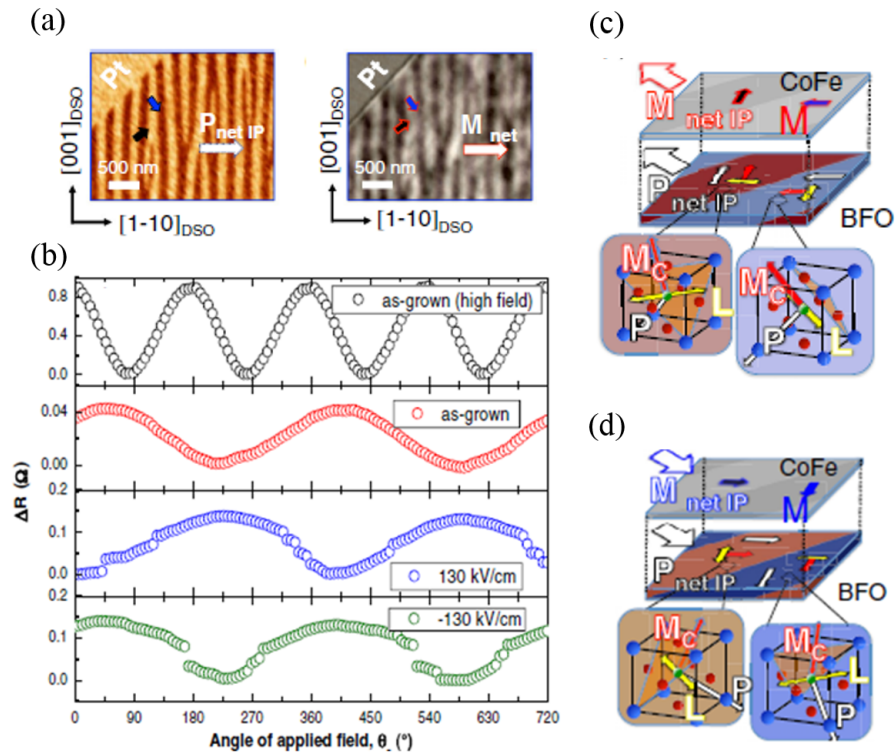 (a)
Pt
P net IP
500 nm
[001]DSO
[1-10]DSO
Pt
M net
500 nm
[001]DSO
[1-10]DSO
(b)
as-grown (high field)
0.8
0.4
0.0
as-grown
0.04
0.00
0.2
0.1
0.0
130 kV/cm
0.2
0.1
0.0
-130 kV/cm
ΔR (Ω)
0 90 180 270 360 450 540 630 720
Angle of applied field, θ (°)
(c)
CoFe
M net IP
M
P net IP
BFO
MC
P
L
MC
P
L
(d)
CoFe
M net IP
M
P net IP
BFO
MC
P
L
MC
L
P